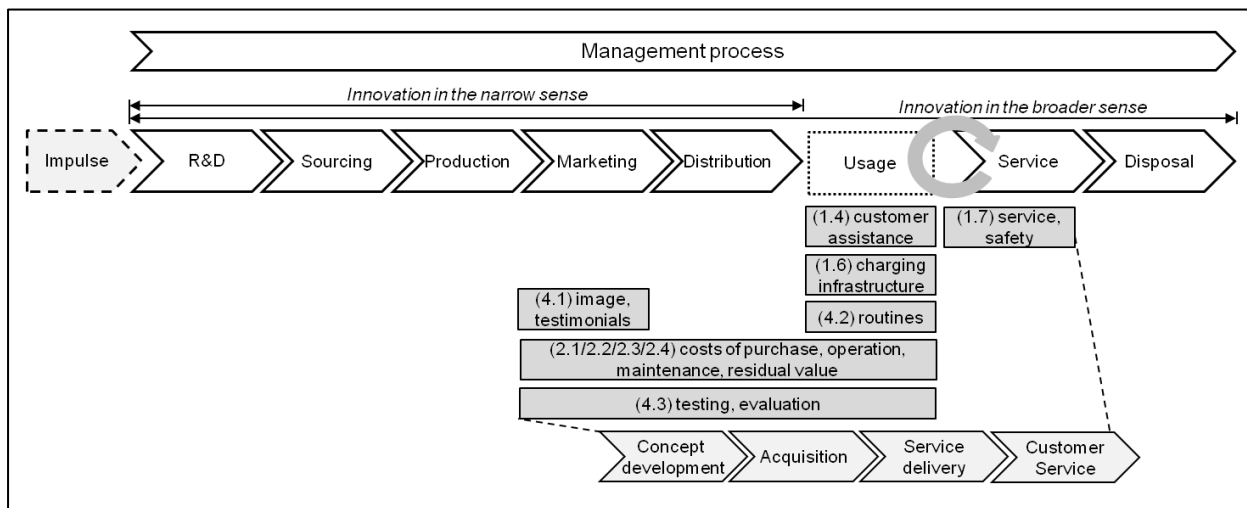 Management process
Innovation in the narrow sense
Innovation in the broader sense
Impulse
R&D
Sourcing
Production
Marketing
Distribution
Usage
Service
Disposal
(1.4) customer
assistance
(1.7) service,
safety
(1.6) charging
infrastructure
(4.1) image,
testimonials
(4.2) routines
(2.1/2.2/2.3/2.4) costs of purchase, operation,
maintenance, residual value
(4.3) testing, evaluation
Concept
development
Acquisition
Service
delivery
Customer
Service